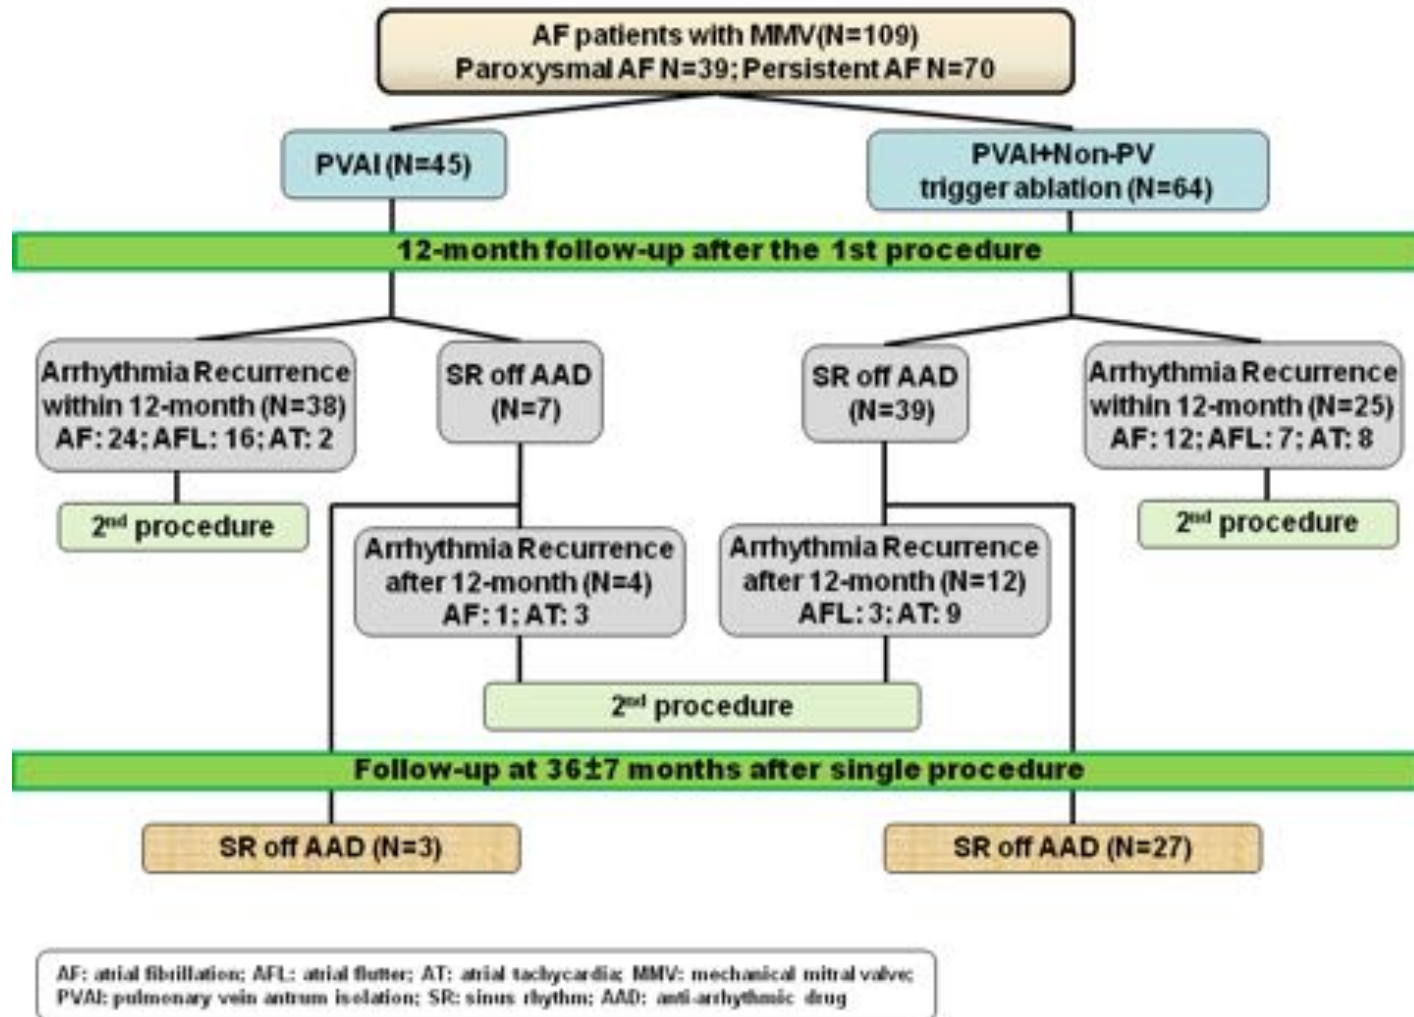 AF patients with MMV(N=109)
Paroxysmal AF N=39; Persistent AF N=70
PVAI (N=45)
PVAI+Non-PV
trigger ablation (N=64)
12-month follow-up after the 1st procedure
Arrhythmia Recurrence
within 12-month (N=38)
AF: 24; AFL: 16; AT: 2
SR off AAD
(N=7)
SR off AAD
(N=39)
Arrhythmia Recurrence
within 12-month (N=25)
AF: 12; AFL: 7; AT: 8
2nd procedure
2nd procedure
Arrhythmia Recurrence
after 12-month (N=4)
AF: 1; AT: 3
Arrhythmia Recurrence
after 12-month (N=12)
AFL: 3; AT: 9
2nd procedure
Follow-up at 36±7 months after single procedure
SR off AAD (N=3)
SR off AAD (N=27)
AF: atrial fibrillation; AFL: atrial flutter; AT: atrial tachycardia; MMV: mechanical mitral valve;
PVAI: pulmonary vein antrum isolation; SR: sinus rhythm; AAD: anti-arrhythmic drug